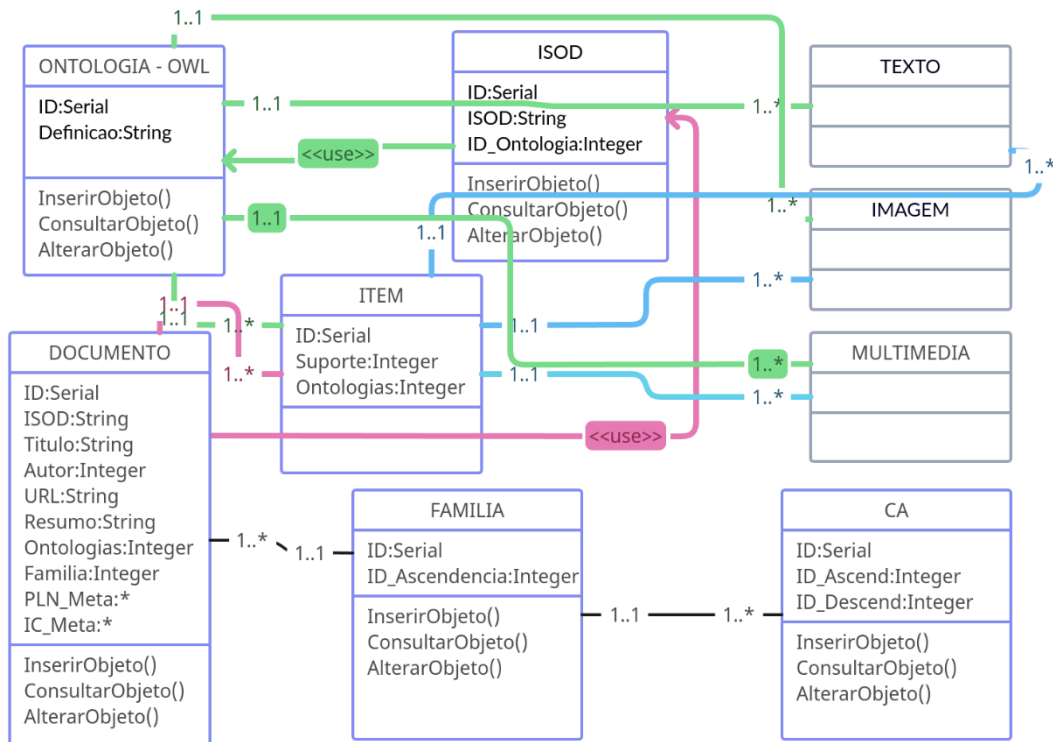 1..1
ONTOLOGIA - OWL
ID:Serial
Definicao:String
InserirObjeto()
ConsultarObjeto()
AlterarObjeto()
1..1
<<use>>
1..1
ISOD
ID:Serial
ISOD:String
ID_Ontologia:Integer
InserirObjeto()
ConsultarObjeto()
AlterarObjeto()
1..*
TEXTO
1..*
1..*
IMAGEM
1..1
1..*
1..1
1..1
1..*
1..*
ITEM
ID:Serial
Suporte:Integer
Ontologias:Integer
1..1
1..1
1..*
1..*
MULTIMEDIA
<<use>>
DOCUMENTO
ID:Serial
ISOD:String
Titulo:String
Autor:Integer
URL:String
Resumo:String
Ontologias:Integer
Familia:Integer
PLN_Meta:*
IC_Meta:*
InserirObjeto()
ConsultarObjeto()
AlterarObjeto()
1..*
1..1
FAMILIA
ID:Serial
ID_Ascendencia:Integer
InserirObjeto()
ConsultarObjeto()
AlterarObjeto()
1..1
1..*
CA
ID:Serial
ID_Ascend:Integer
ID_Descend:Integer
InserirObjeto()
ConsultarObjeto()
AlterarObjeto()